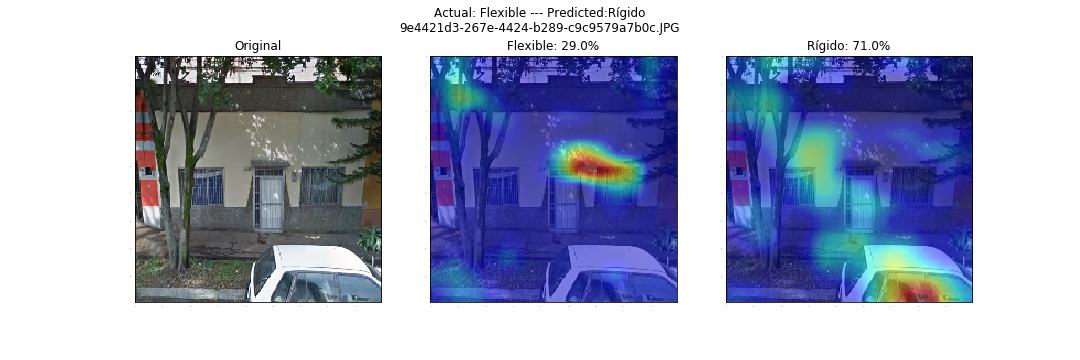 Actual: Flexible --- Predicted:Rígido
9e4421d3-267e-4424-b289-c9c9579a7b0c.JPG
Original
Flexible: 29.0%
Rígido: 71.0%